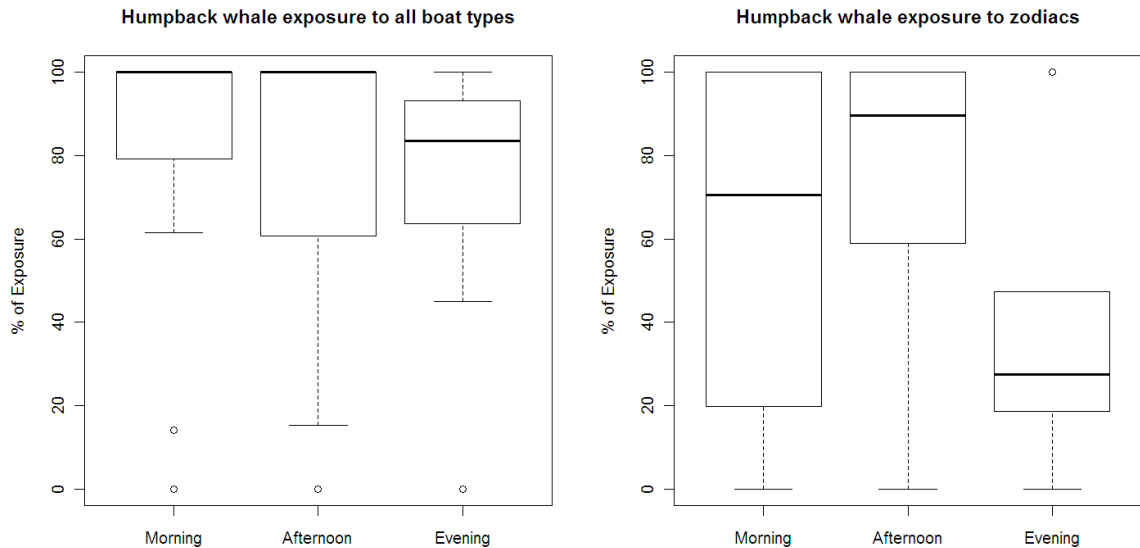 Humpback whale exposure to all boat types
% of Exposure
100
80
60
40
20
0
Morning Afternoon Evening
Humpback whale exposure to zodiacs
% of Exposure
100
80
60
40
20
0
Morning Afternoon Evening